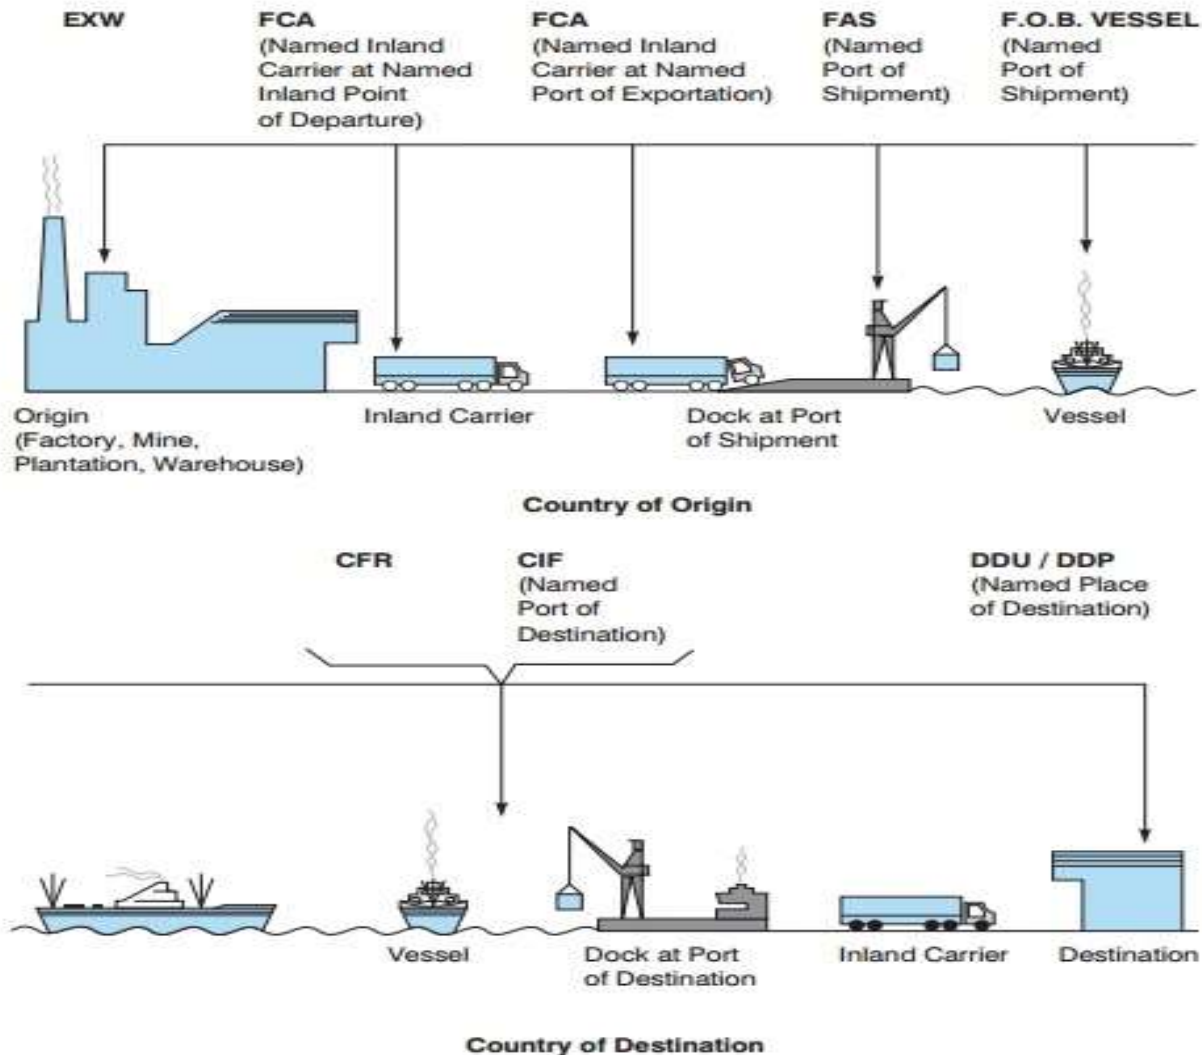 EXW
FCA
(Named Inland
Carrier at Named
Inland Point
of Departure)
FCA
(Named Inland
Carrier at Named
Port of Exportation)
FAS
(Named
Port of
Shipment)
F.O.B. VESSEL
(Named
Port of
Shipment)
Origin
(Factory, Mine,
Plantation, Warehouse)
Inland Carrier
Dock at Port
of Shipment
Vessel
Country of Origin
CFR
CIF
(Named
Port of
Destination)
DDU / DDP
(Named Place
of Destination)
Vessel
Dock at Port
of Destination
Inland Carrier
Destination
Country of Destination